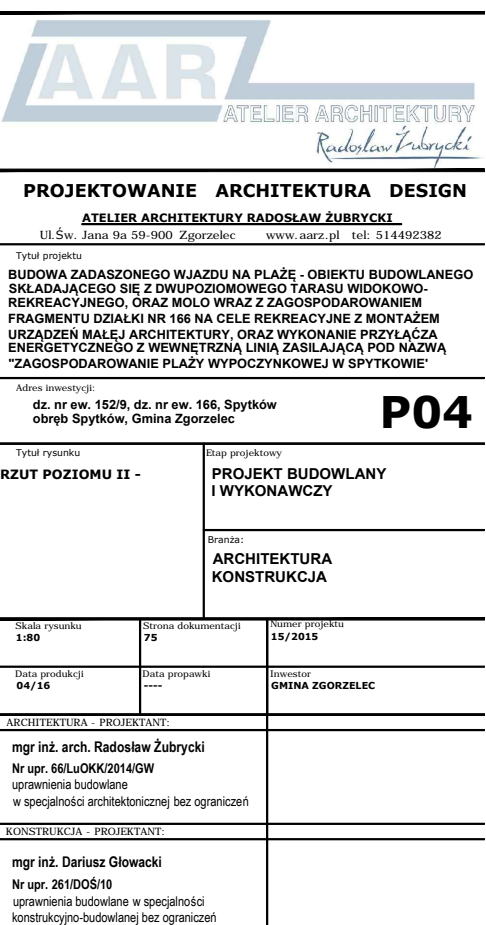 AAR
ATELIER ARCHITEKTURY
Radosław Żubrycki
PROJEKTOWANIE ARCHITEKTURA DESIGN
ATELIER ARCHITEKTURY RADOSŁAW ŻUBRYCKI
Ul.Św. Jana 9a 59-900 Zgorzelec www.aarz.pl tel: 514492382
Tytuł projektu
BUDOWA ZADASZONEGO WJAZDU NA PLAŻĘ - OBIEKTU BUDOWLANEGO
SKŁADAJĄCEGO SIĘ Z DWUPOZIOMOWEGO TARASU WIDOKOWO-
REKREACYJNEGO, ORAZ MOLO WRAZ Z ZAGOSPODAROWANIEM
FRAGMENTU DZIAŁKI NR 166 NA CELE REKREACYJNE Z MONTAŻEM
URZĄDZEŃ MAŁEJ ARCHITEKTURY, ORAZ WYKONANIE PRZYŁĄCZA
ENERGETYCZNEGO Z WEWNĘTRZNĄ LINIĄ ZASILAJĄCĄ POD NAZWĄ
"ZAGOSPODAROWANIE PLAŻY WYPOCZYNKOWEJ W SPYTKOWIE'
Adres inwestycji:
dz. nr ew. 152/9, dz. nr ew. 166, Spytków
obręb Spytków, Gmina Zgorzelec
P04
Tytuł rysunku
RZUT POZIOMU II -
Etap projektowy
PROJEKT BUDOWLANY
I WYKONAWCZY
Branża:
ARCHITEKTURA
KONSTRUKCJA
Skala rysunku
1:80
Strona dokumentacji
75
Numer projektu
15/2015
Data produkcji
04/16
Data propawki
----
Inwestor
GMINA ZGORZELEC
ARCHITEKTURA - PROJEKTANT:
mgr inż. arch. Radosław Żubrycki
Nr upr. 66/LuOKK/2014/GW
uprawnienia budowlane
w specjalności architektonicznej bez ograniczeń
KONSTRUKCJA - PROJEKTANT:
mgr inż. Dariusz Głowacki
Nr upr. 261/DOŚ/10
uprawnienia budowlane w specjalności
konstrukcyjno-budowlanej bez ograniczeń